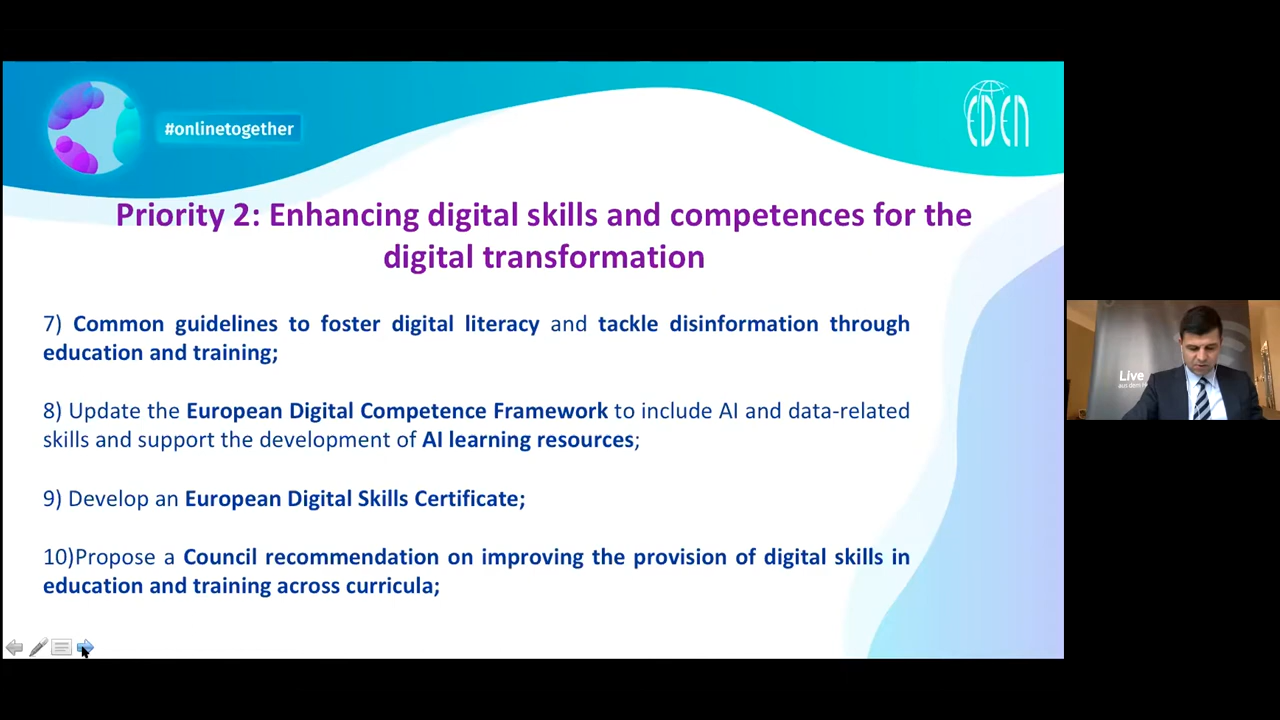 #onlinetogether
EDEN
Priority 2: Enhancing digital skills and competences for the
digital transformation
7) Common guidelines to foster digital literacy and tackle disinformation through
education and training;
8) Update the European Digital Competence Framework to include AI and data-related
skills and support the development of AI learning resources;
9) Develop an European Digital Skills Certificate;
10)Propose a Council recommendation on improving the provision of digital skills in
education and training across curricula;
Live
aus dem